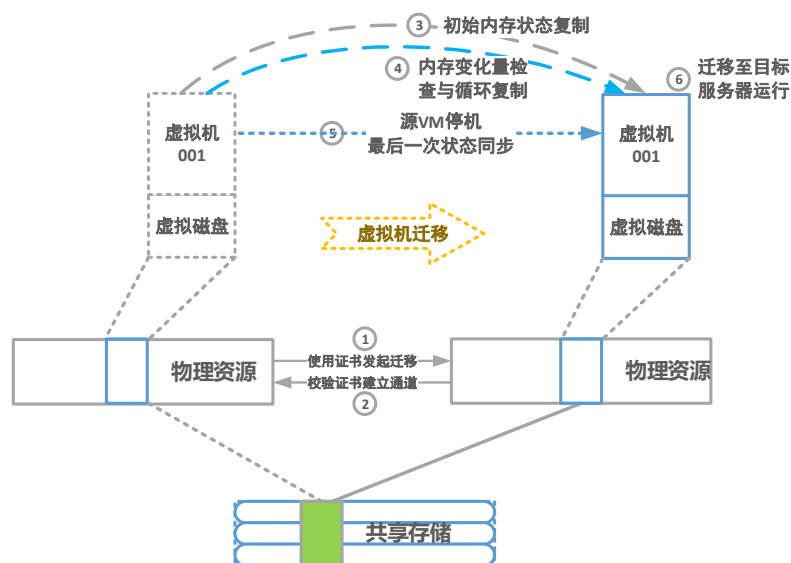 ③ 初始内存状态复制
④ 内存变化量检
查与循环复制
⑥ 迁移至目标
服务器运行
虚拟机
001
⑤ 源VM停机
最后一次状态同步
虚拟机
001
虚拟磁盘
虚拟机迁移
虚拟磁盘
①
使用证书发起迁移
物理资源
物理资源
校验证书建立通道
②
共享存储